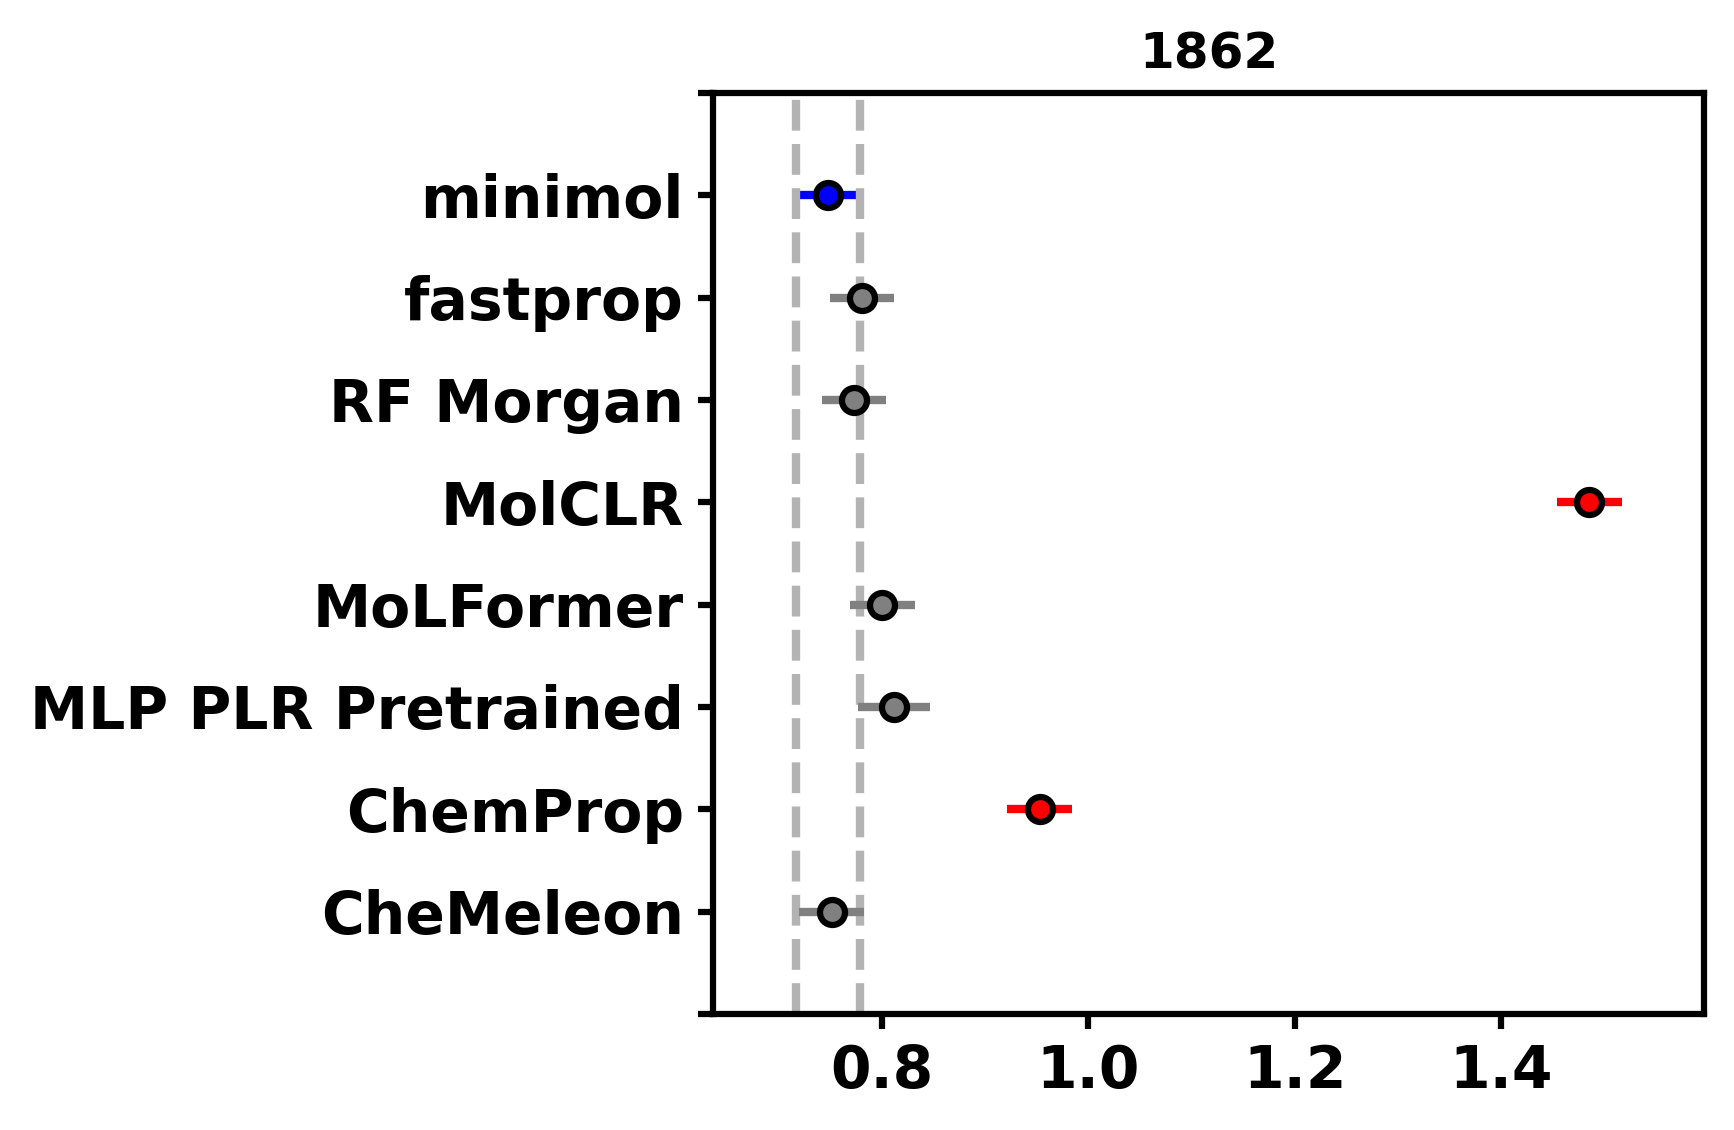 1862
minimol
fastprop
RF Morgan
MolCLR
MoLFormer
MLP PLR Pretrained
ChemProp
CheMeleon
0.8 1.0 1.2 1.4